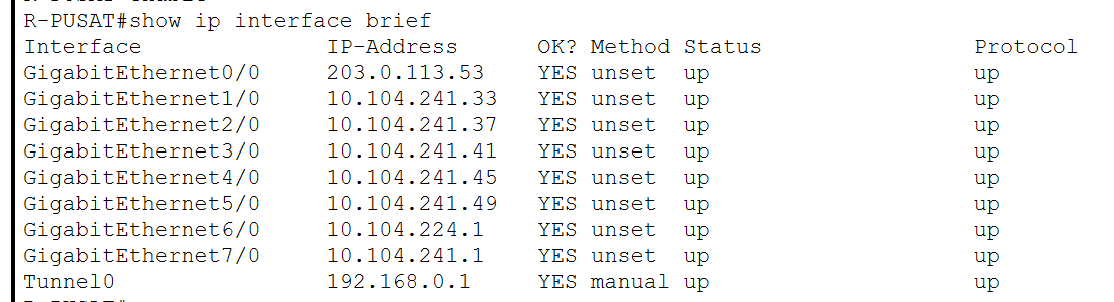 R-PUSAT#show ip interface brief
Interface IP-Address OK? Method Status Protocol
GigabitEthernet0/0 203.0.113.53 YES unset up up
GigabitEthernet1/0 10.104.241.33 YES unset up up
GigabitEthernet2/0 10.104.241.37 YES unset up up
GigabitEthernet3/0 10.104.241.41 YES unset up up
GigabitEthernet4/0 10.104.241.45 YES unset up up
GigabitEthernet5/0 10.104.241.49 YES unset up up
GigabitEthernet6/0 10.104.224.1 YES unset up up
GigabitEthernet7/0 10.104.241.1 YES unset up up
Tunnel0 192.168.0.1 YES manual up up